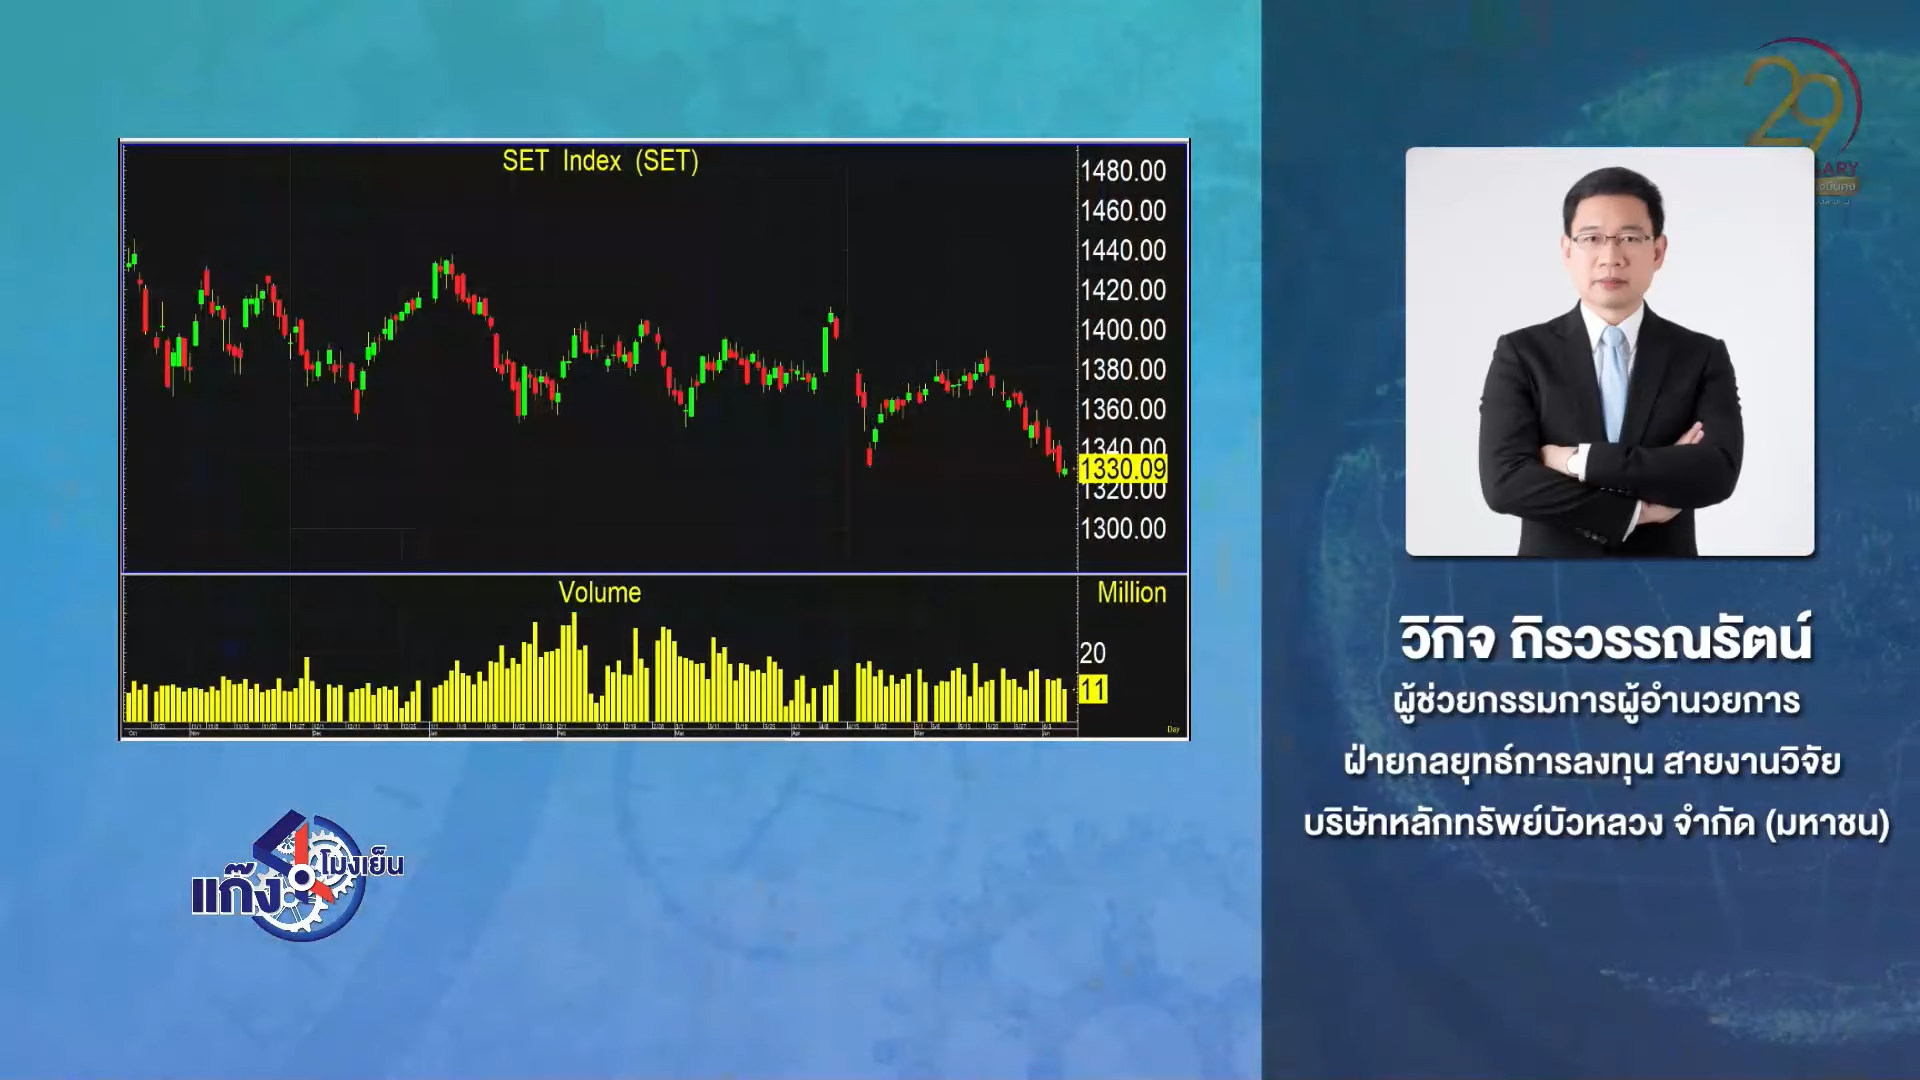 SET Index (SET)
1480.00
1460.00
1440.00
1420.00
1400.00
1380.00
1360.00
1340.00
1330.09
1320.00
1300.00
Volume
Million
20
11
Day
แก๊ง 4 โมงเย็น
29
วิกิจ ถิรวรรณรัตน์
ผู้ช่วยกรรมการผู้อำนวยการ
ฝ่ายกลยุทธ์การลงทุน สายงานวิจัย
บริษัทหลักทรัพย์บัวหลวง จำกัด (มหาชน)